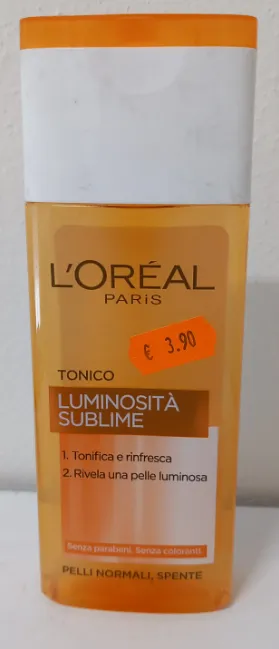 L'ORÉAL
PARIS
€ 3.90
TONICO
LUMINOSITÀ
SUBLIME
1. Tonifica e rinfresca
2. Rivela una pelle luminosa
Senza parabeni. Senza coloranti.
PELLI NORMALI, SPENTE